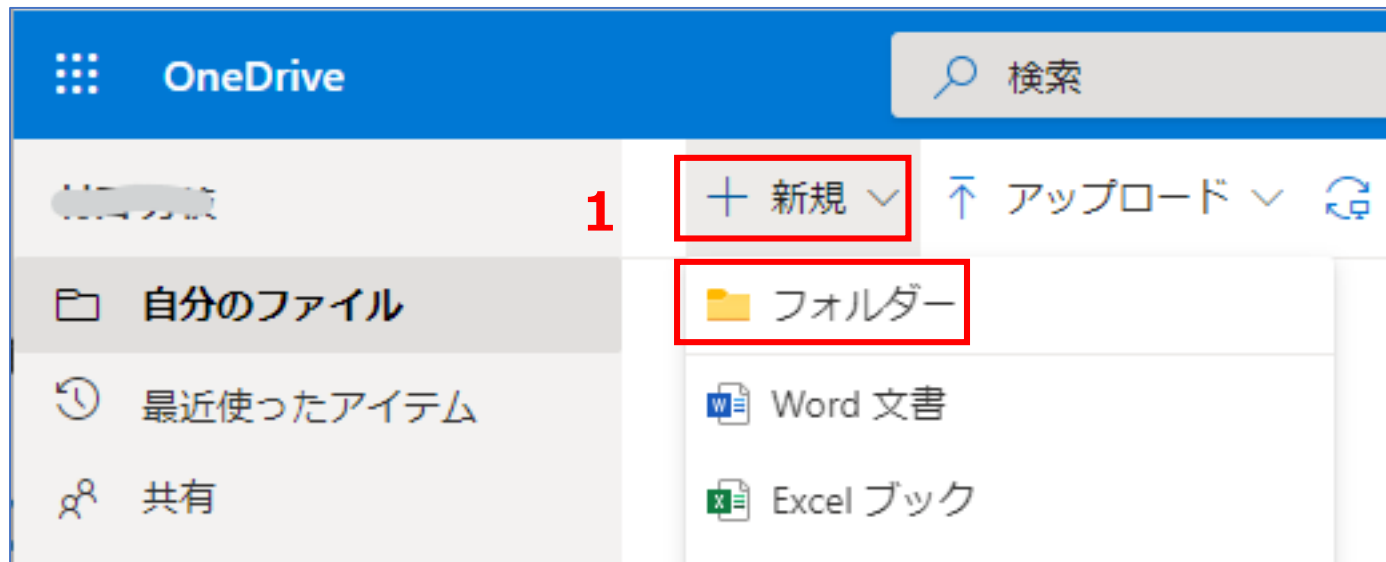 OneDrive
検索
1
新規
アップロード
自分のファイル
フォルダー
最近使ったアイテム
Word 文書
共有
Excel ブック